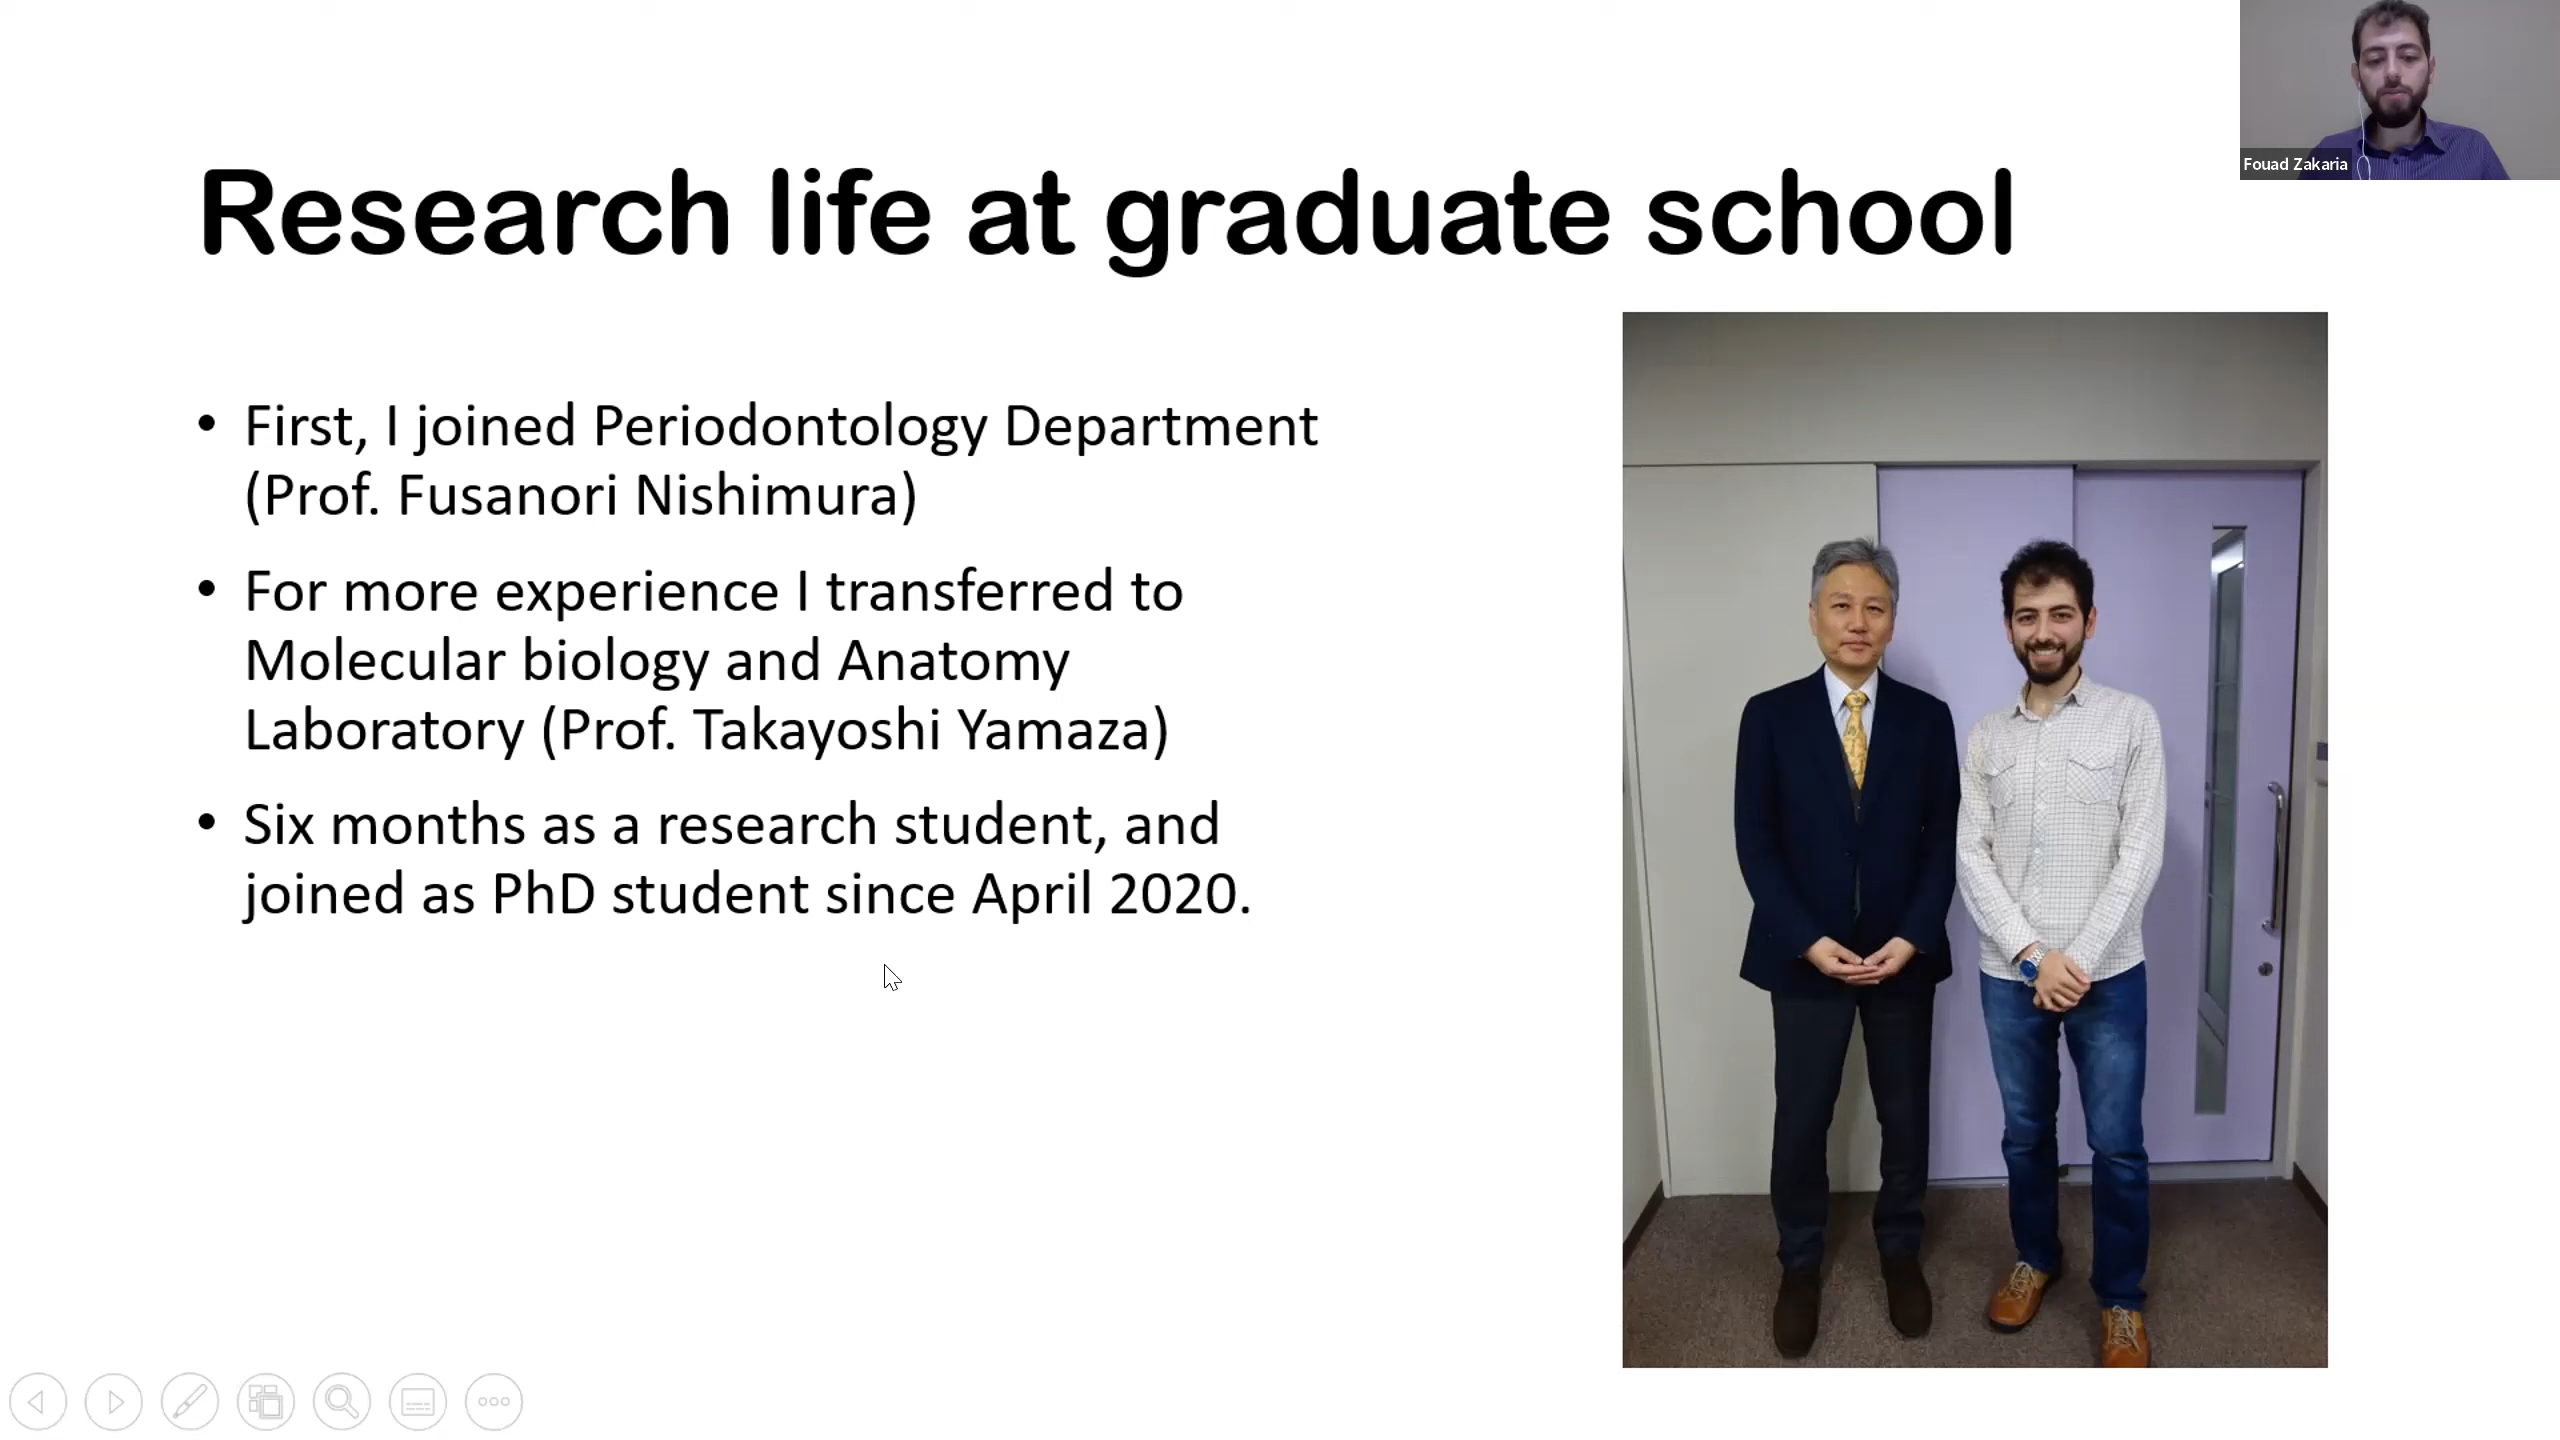 Fouad Zakaria
Research life at graduate school
• First, I joined Periodontology Department
(Prof. Fusanori Nishimura)
• For more experience I transferred to
Molecular biology and Anatomy
Laboratory (Prof. Takayoshi Yamaza)
• Six months as a research student, and
joined as PhD student since April 2020.